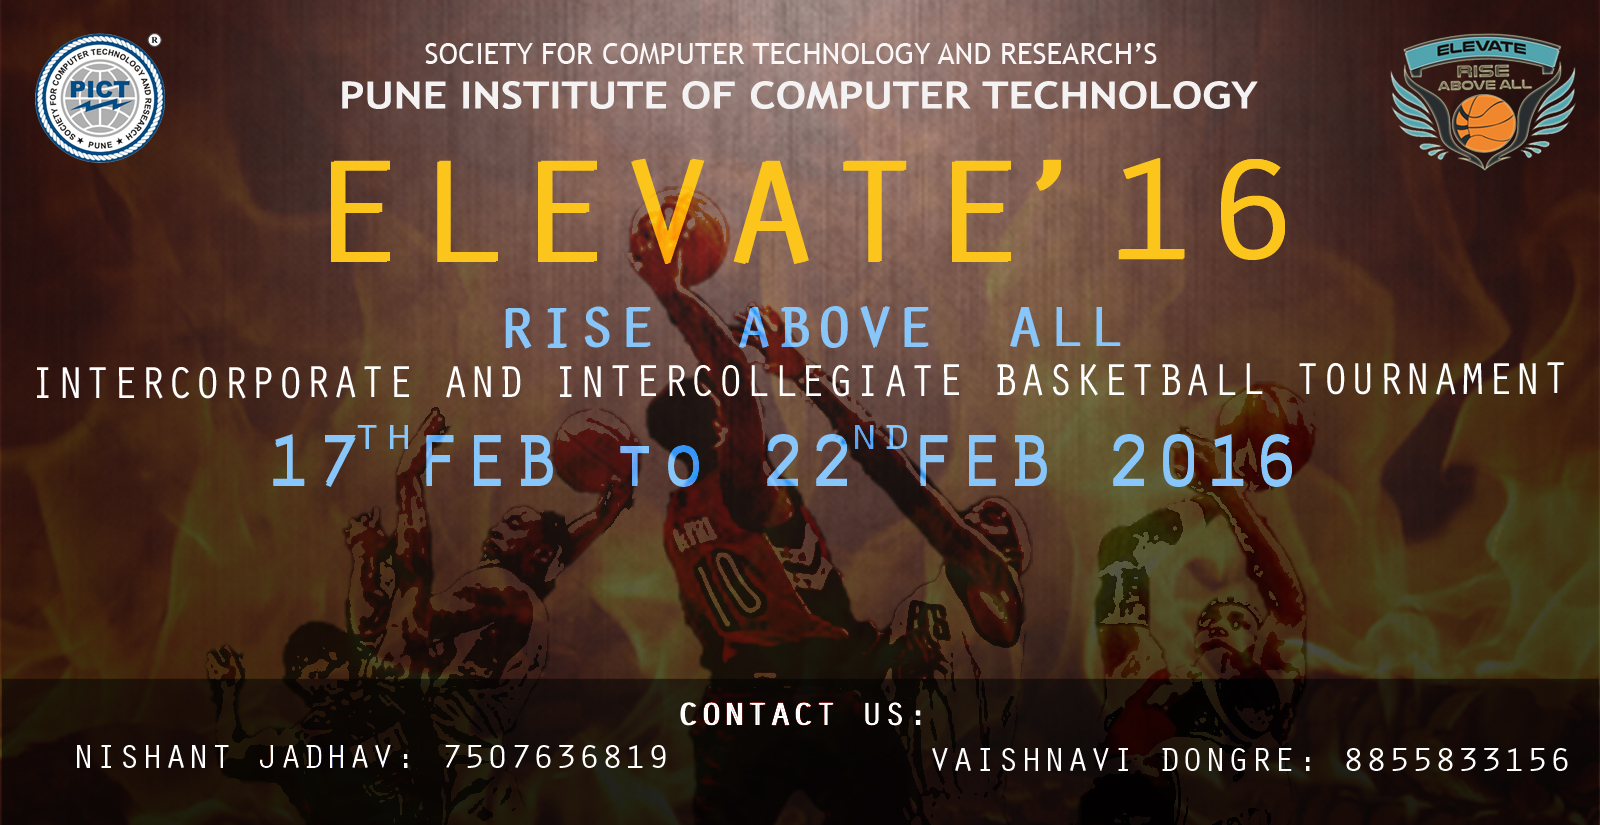 SOCIETY FOR COMPUTER TECHNOLOGY AND RESEARCH'S
PUNE INSTITUTE OF COMPUTER TECHNOLOGY
SOCIETY FOR COMPUTER TECHNOLOGY AND RESEARCH
PICT
★ PUNE ★
®
ELEVATE
RISE
ABOVE ALL
ELEVATE’16
RISE ABOVE ALL
INTERCORPORATE AND INTERCOLLEGIATE BASKETBALL TOURNAMENT
17TH FEB TO 22ND FEB 2016
10
CONTACT US:
NISHANT JADHAV: 7507636819
VAISHNAVI DONGRE: 8855833156